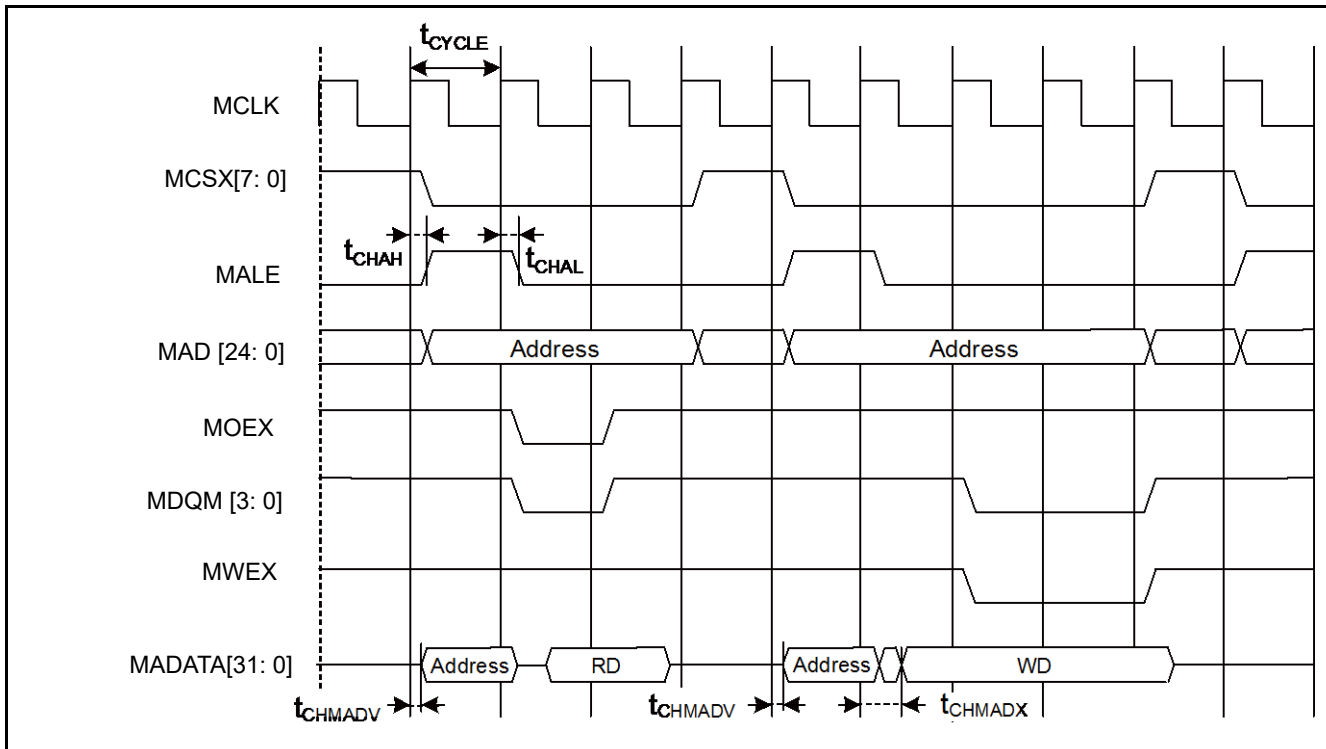 tCYCLE
MCLK
MCSX[7: 0]
tCHAH
tCHAL
MALE
MAD [24: 0]
Address
Address
MOEX
MDQM [3: 0]
MWEX
MADATA[31: 0]
Address
RD
Address
WD
tCHMADV
tCHMADV
tCHMADX